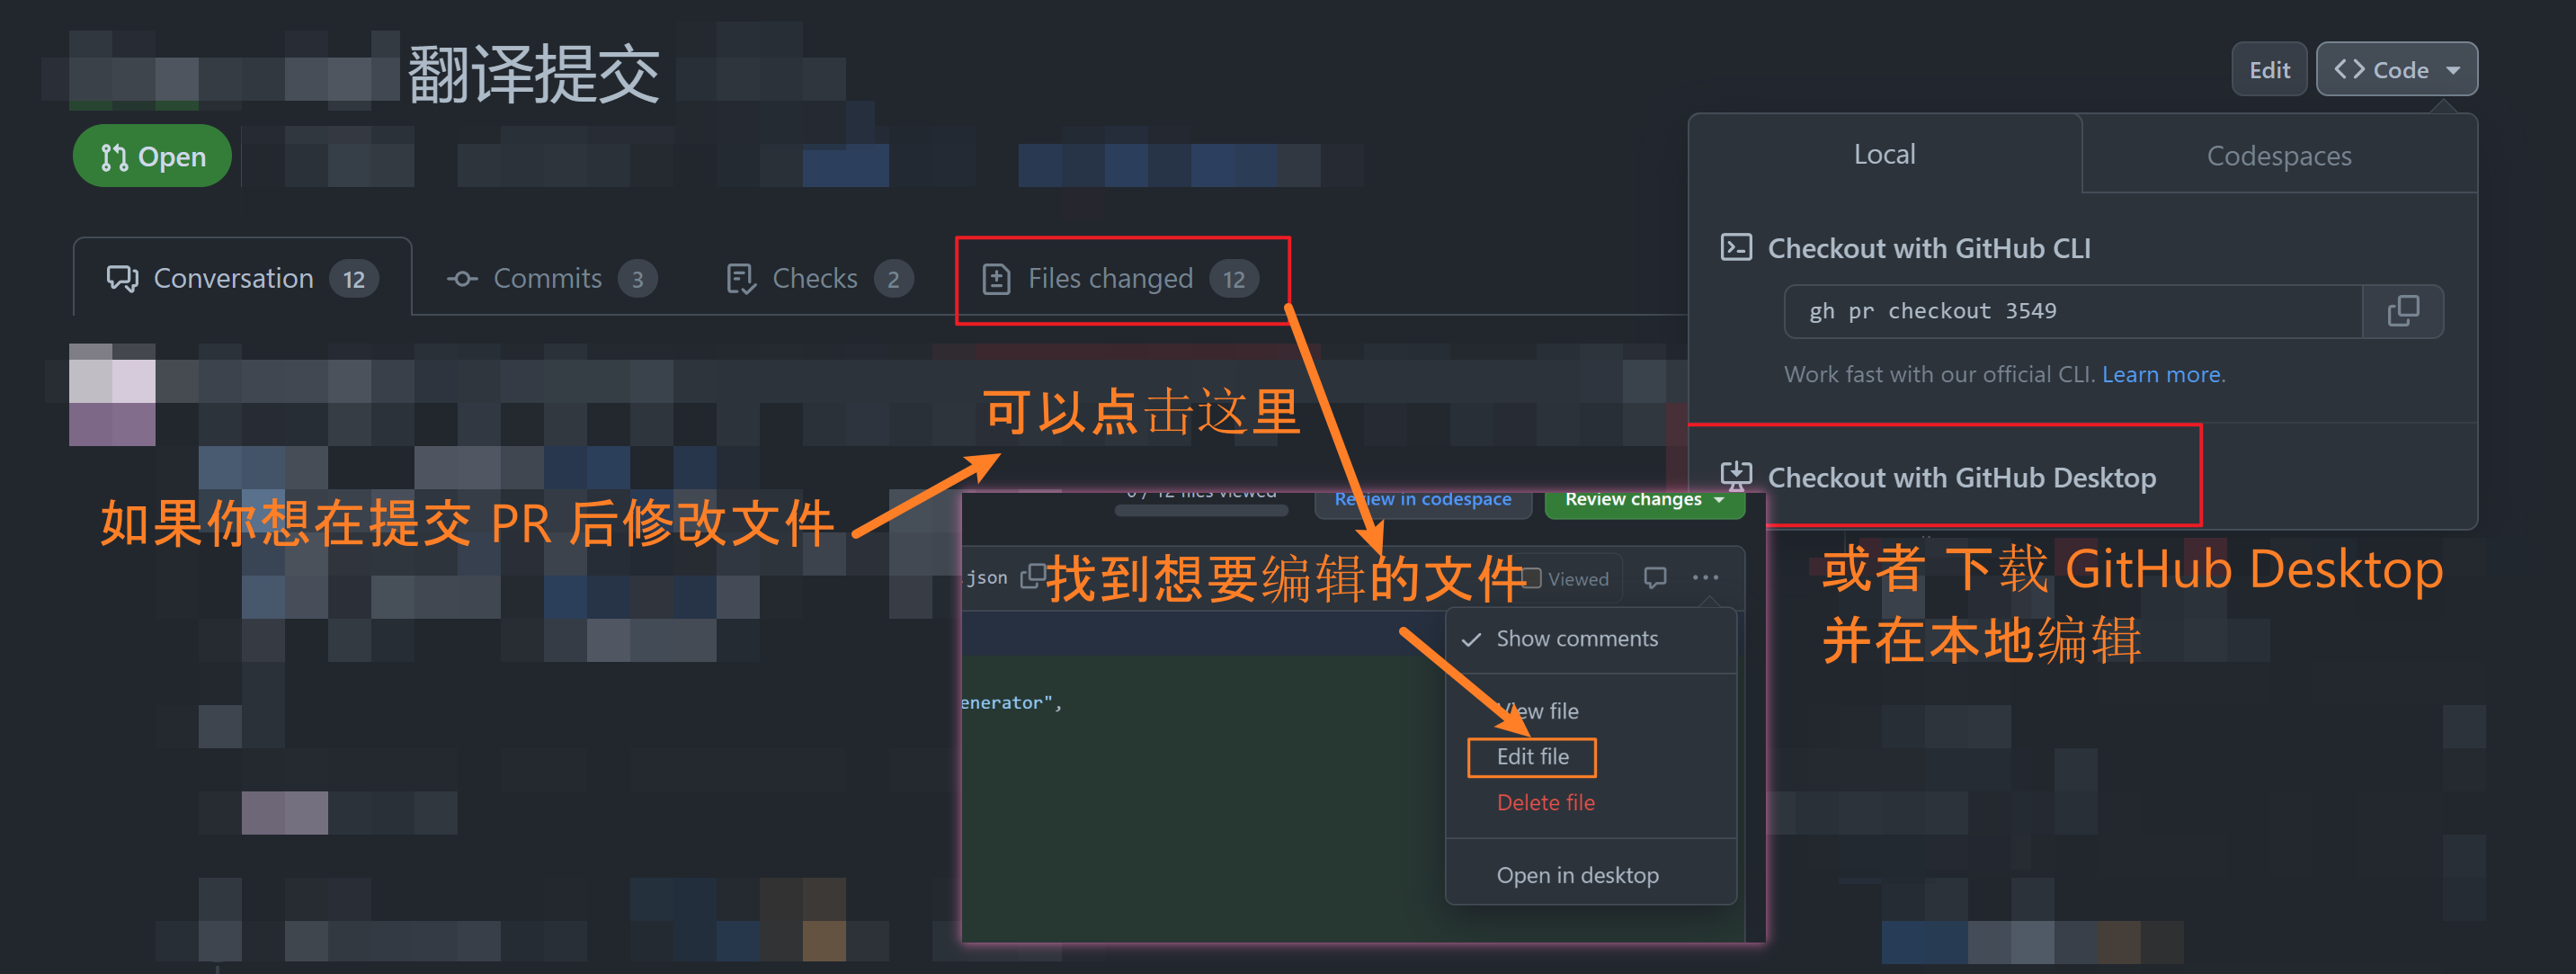 翻译提交
Edit
Code
Open
Local
Codespaces
Conversation 12
Commits 3
Checks 2
Files changed 12
Checkout with GitHub CLI
gh pr checkout 3549
Work fast with our official CLI. Learn more.
Checkout with GitHub Desktop
可以点击这里
如果你想在提交 PR 后修改文件
0 / 12 files viewed
Review in codespace
Review changes
.json
找到想要编辑的文件
Viewed
或者 下载 GitHub Desktop
并在本地编辑
Show comments
enerator",
View file
Edit file
Delete file
Open in desktop